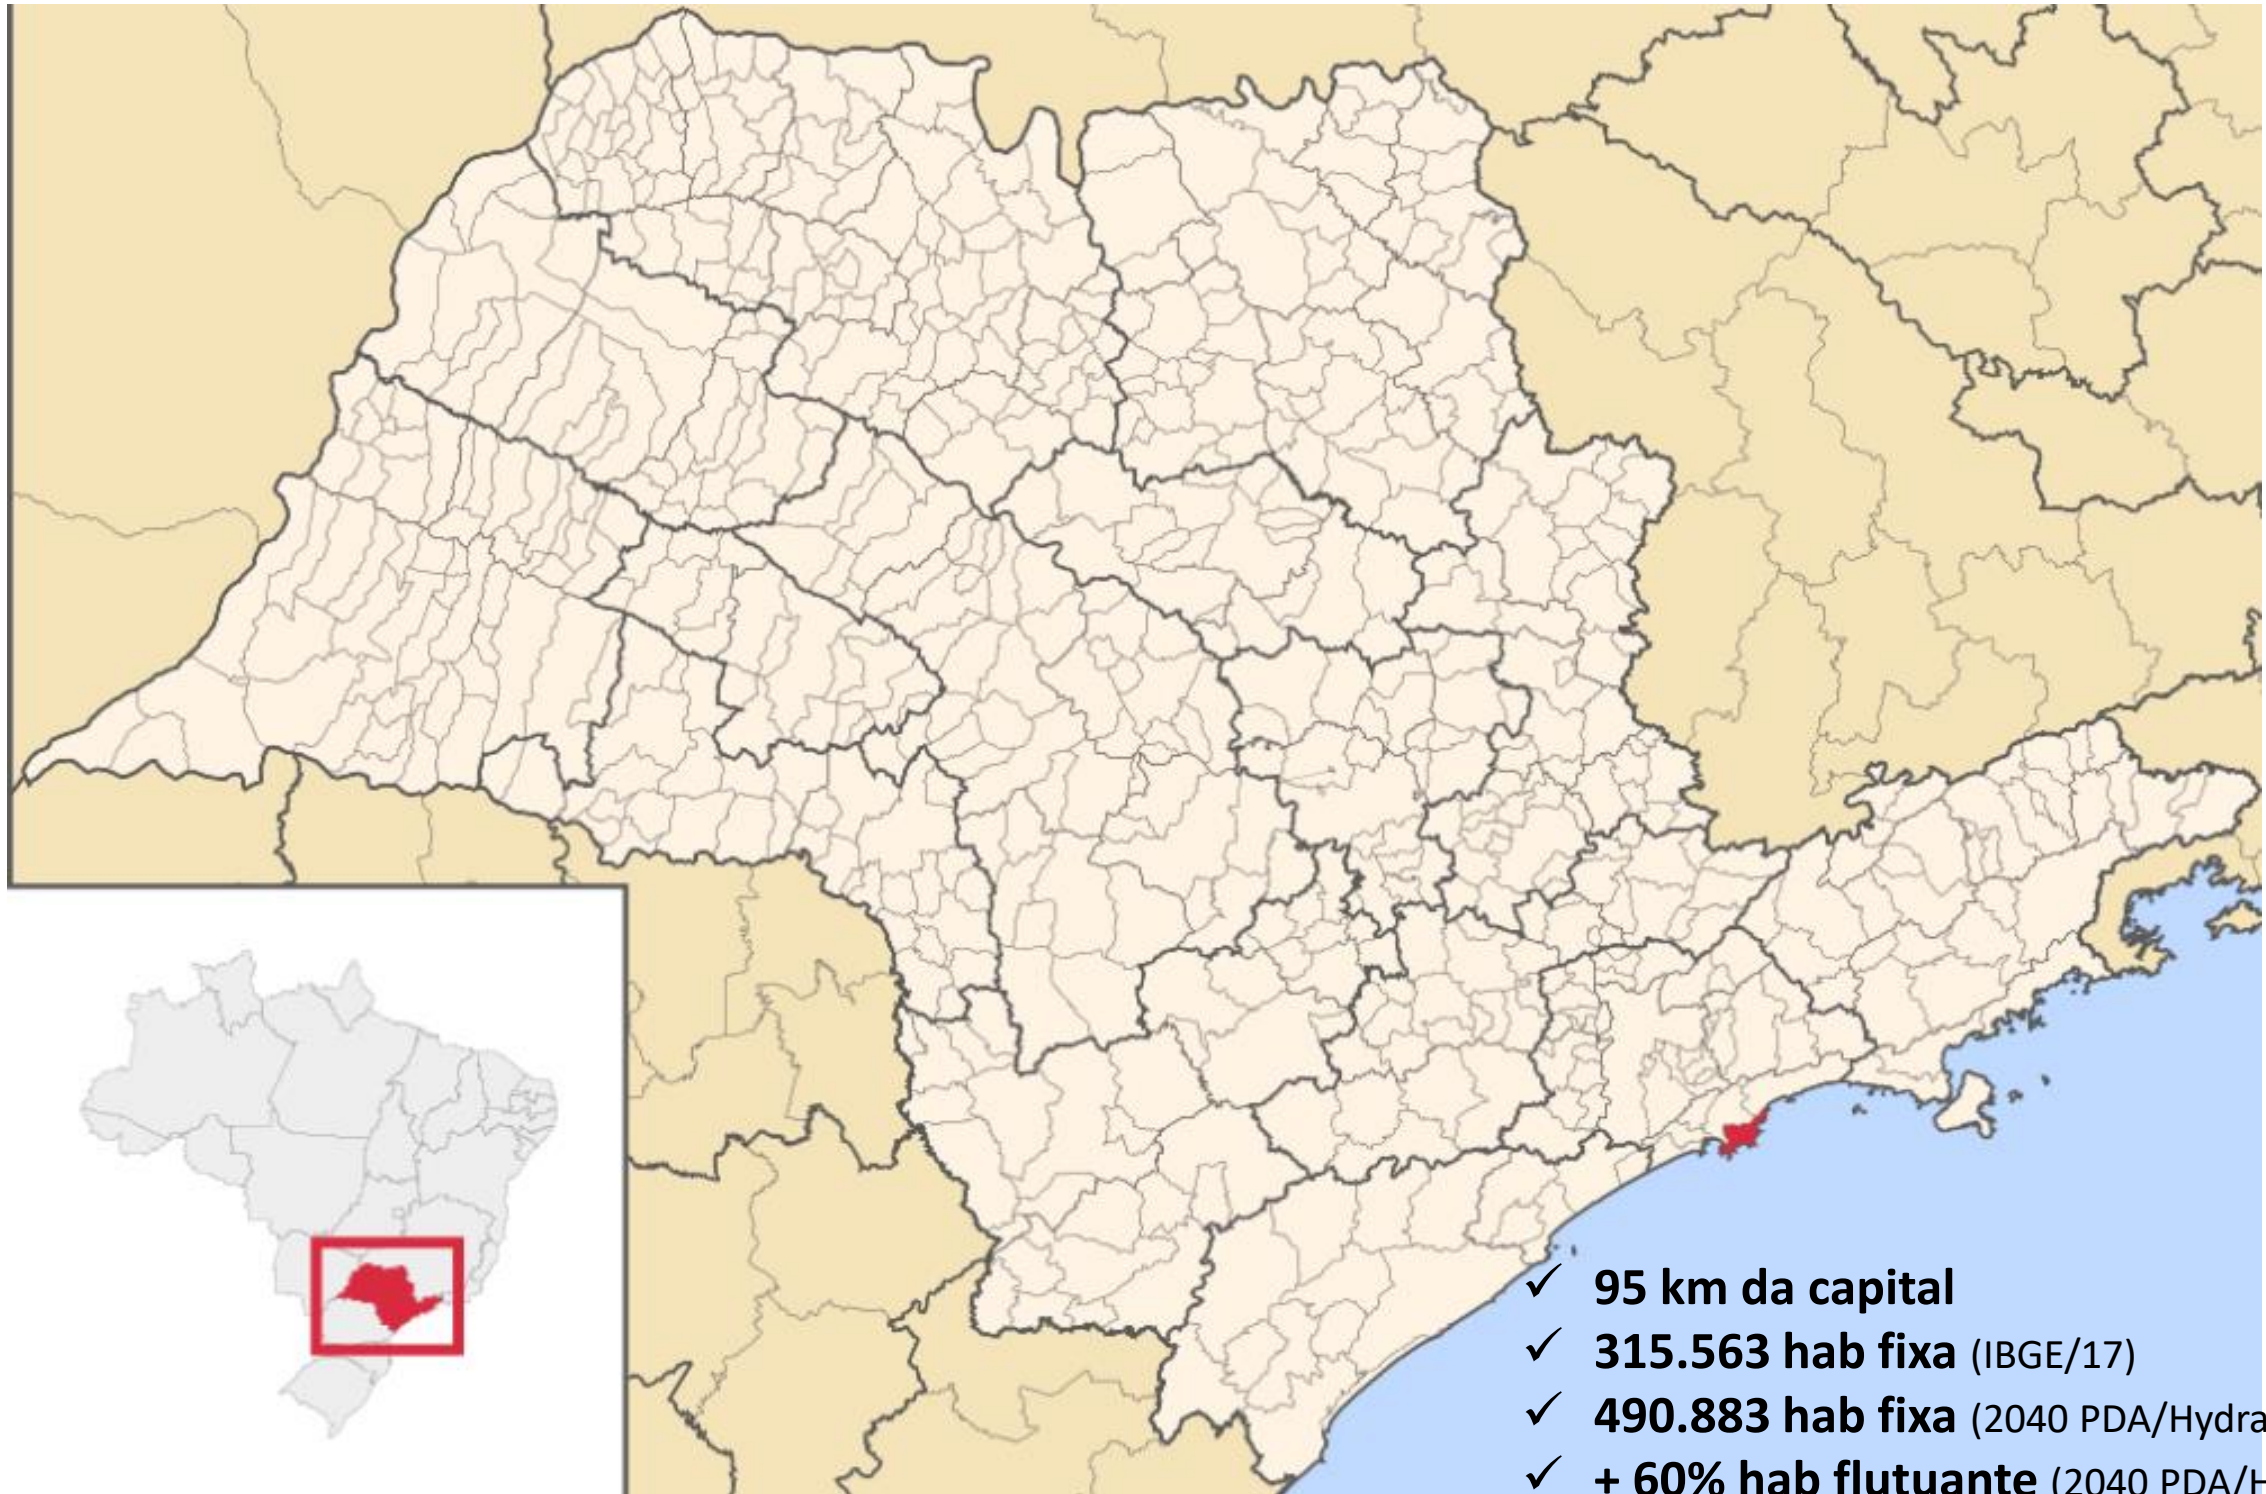 ✓ 95 km da capital
✓ 315.563 hab fixa (IBGE/17)
✓ 490.883 hab fixa (2040 PDA/Hydra
✓ + 60% hab flutuante (2040 PDA/H